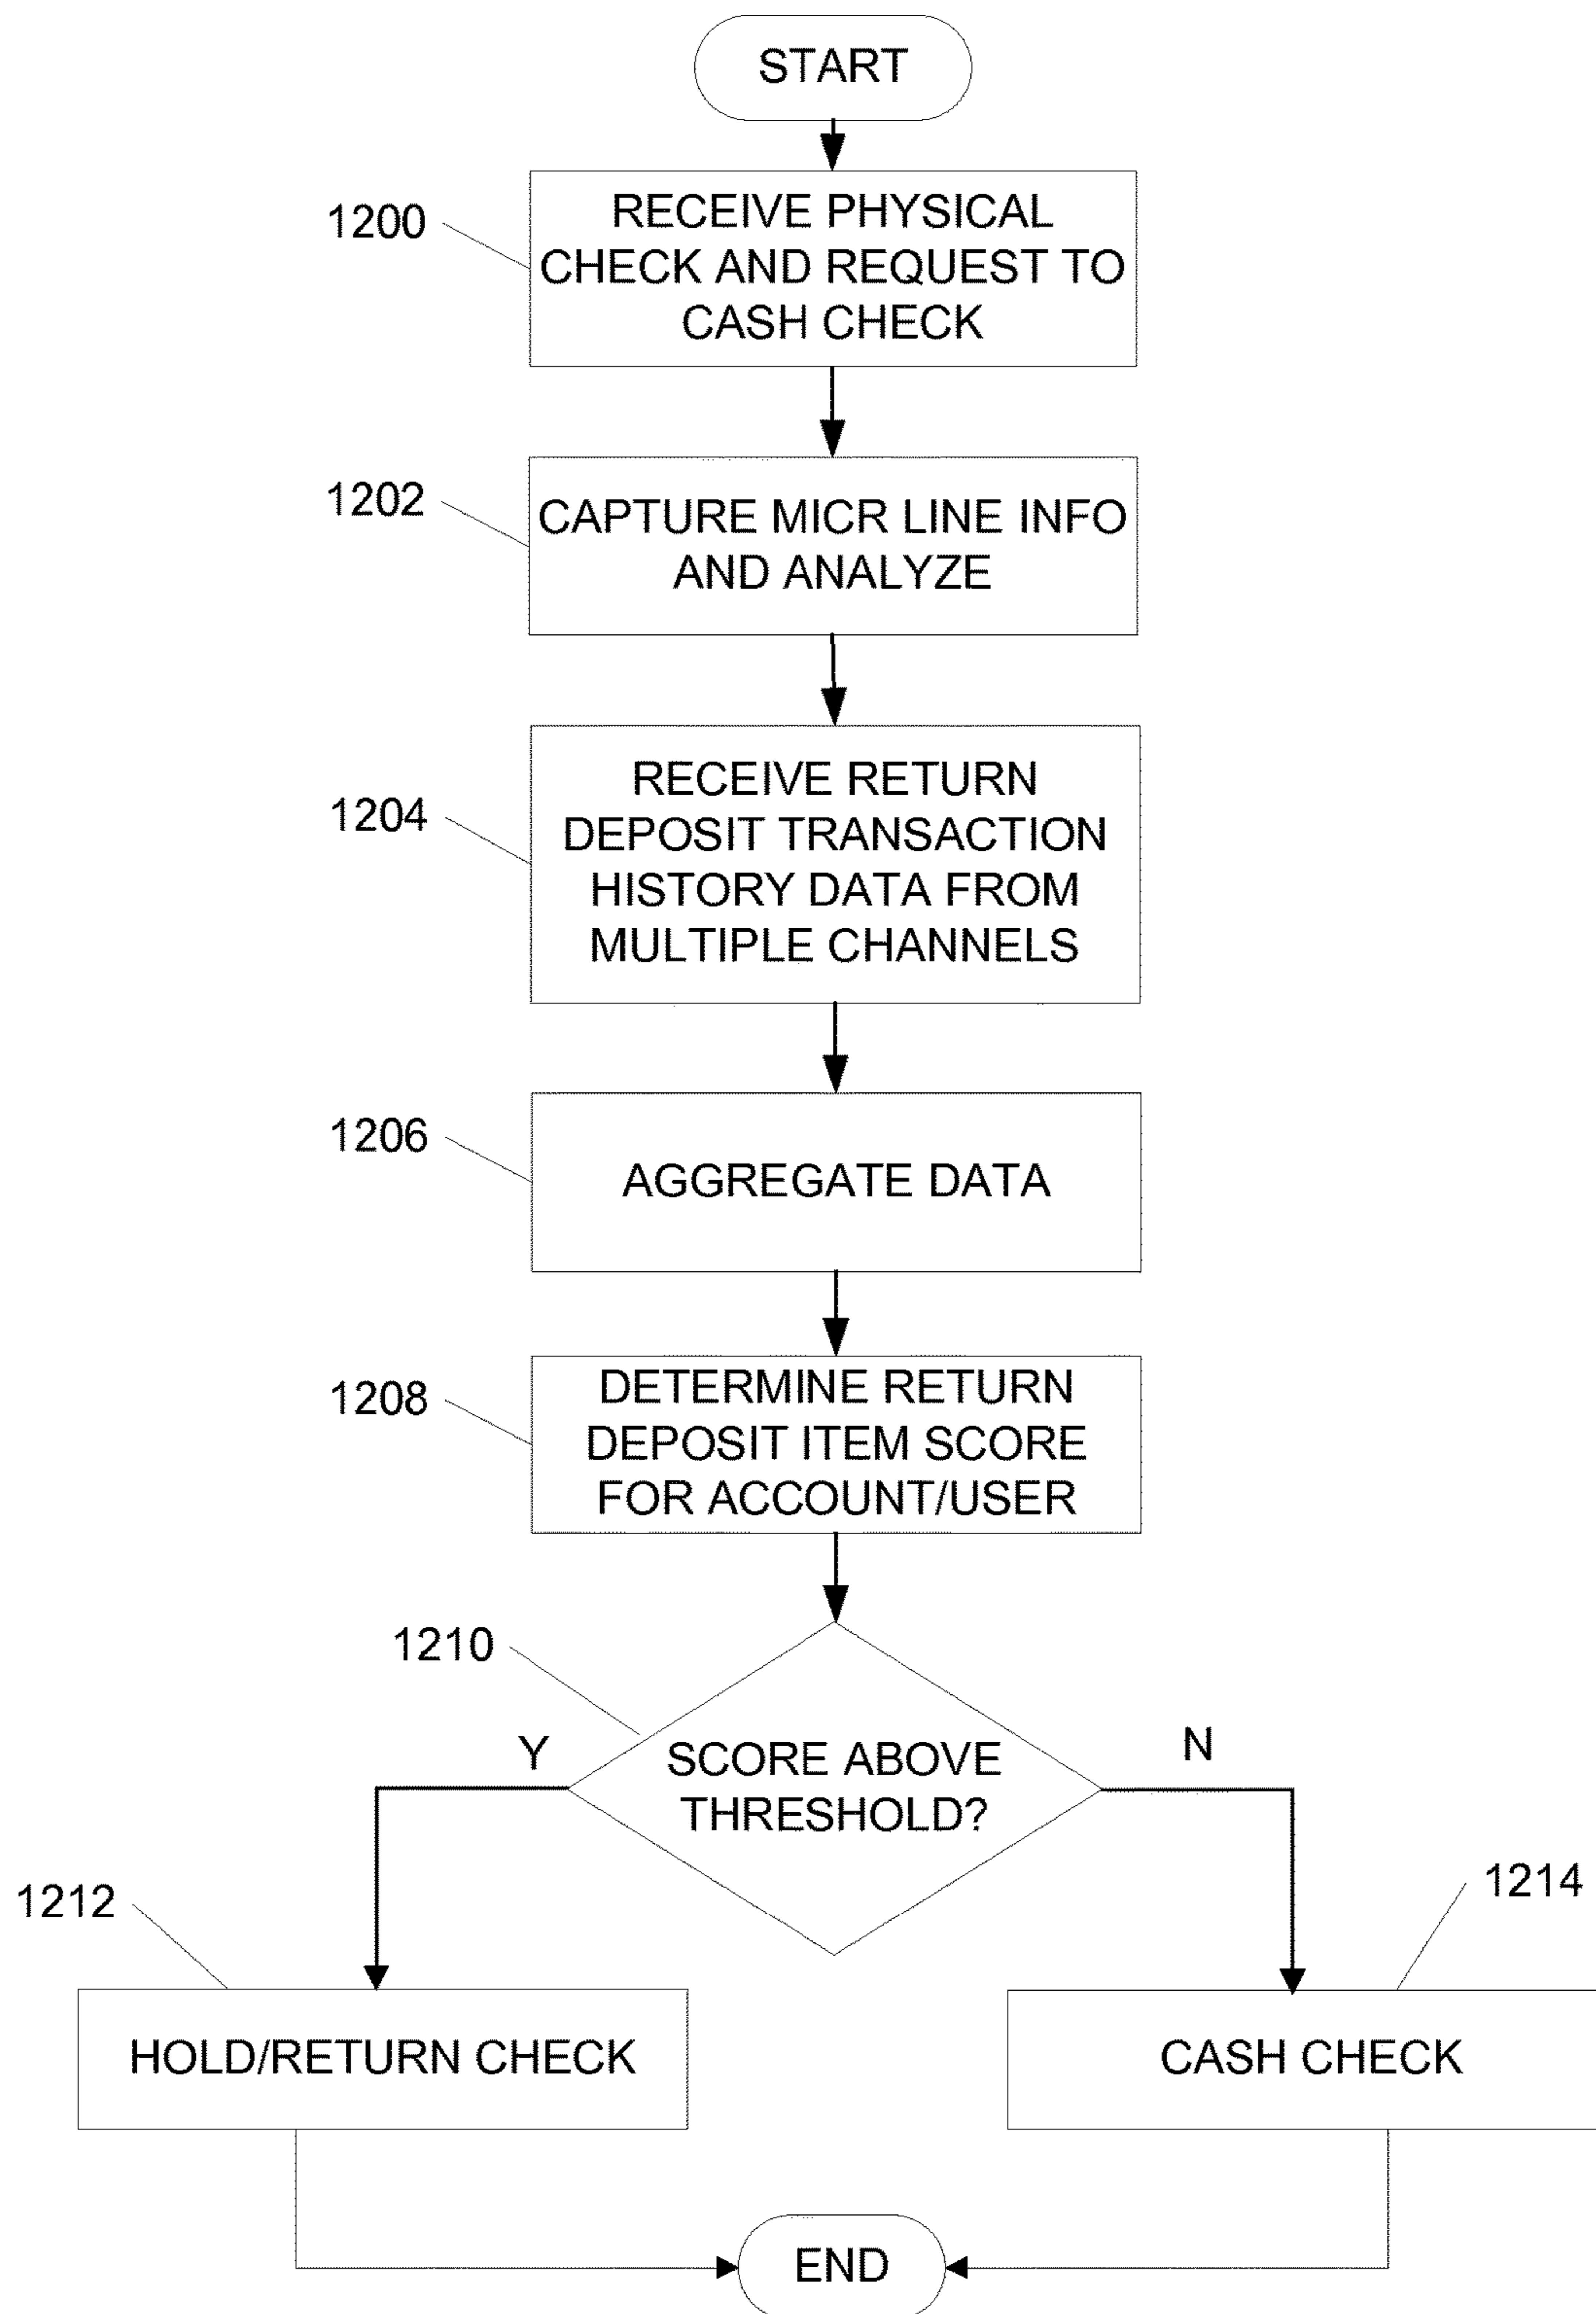 START
1200
RECEIVE PHYSICAL
CHECK AND REQUEST TO
CASH CHECK
1202
CAPTURE MICR LINE INFO
AND ANALYZE
1204
RECEIVE RETURN
DEPOSIT TRANSACTION
HISTORY DATA FROM
MULTIPLE CHANNELS
1206
AGGREGATE DATA
1208
DETERMINE RETURN
DEPOSIT ITEM SCORE
FOR ACCOUNT/USER
1210
Y
SCORE ABOVE
THRESHOLD?
N
1212
HOLD/RETURN CHECK
1214
CASH CHECK
END